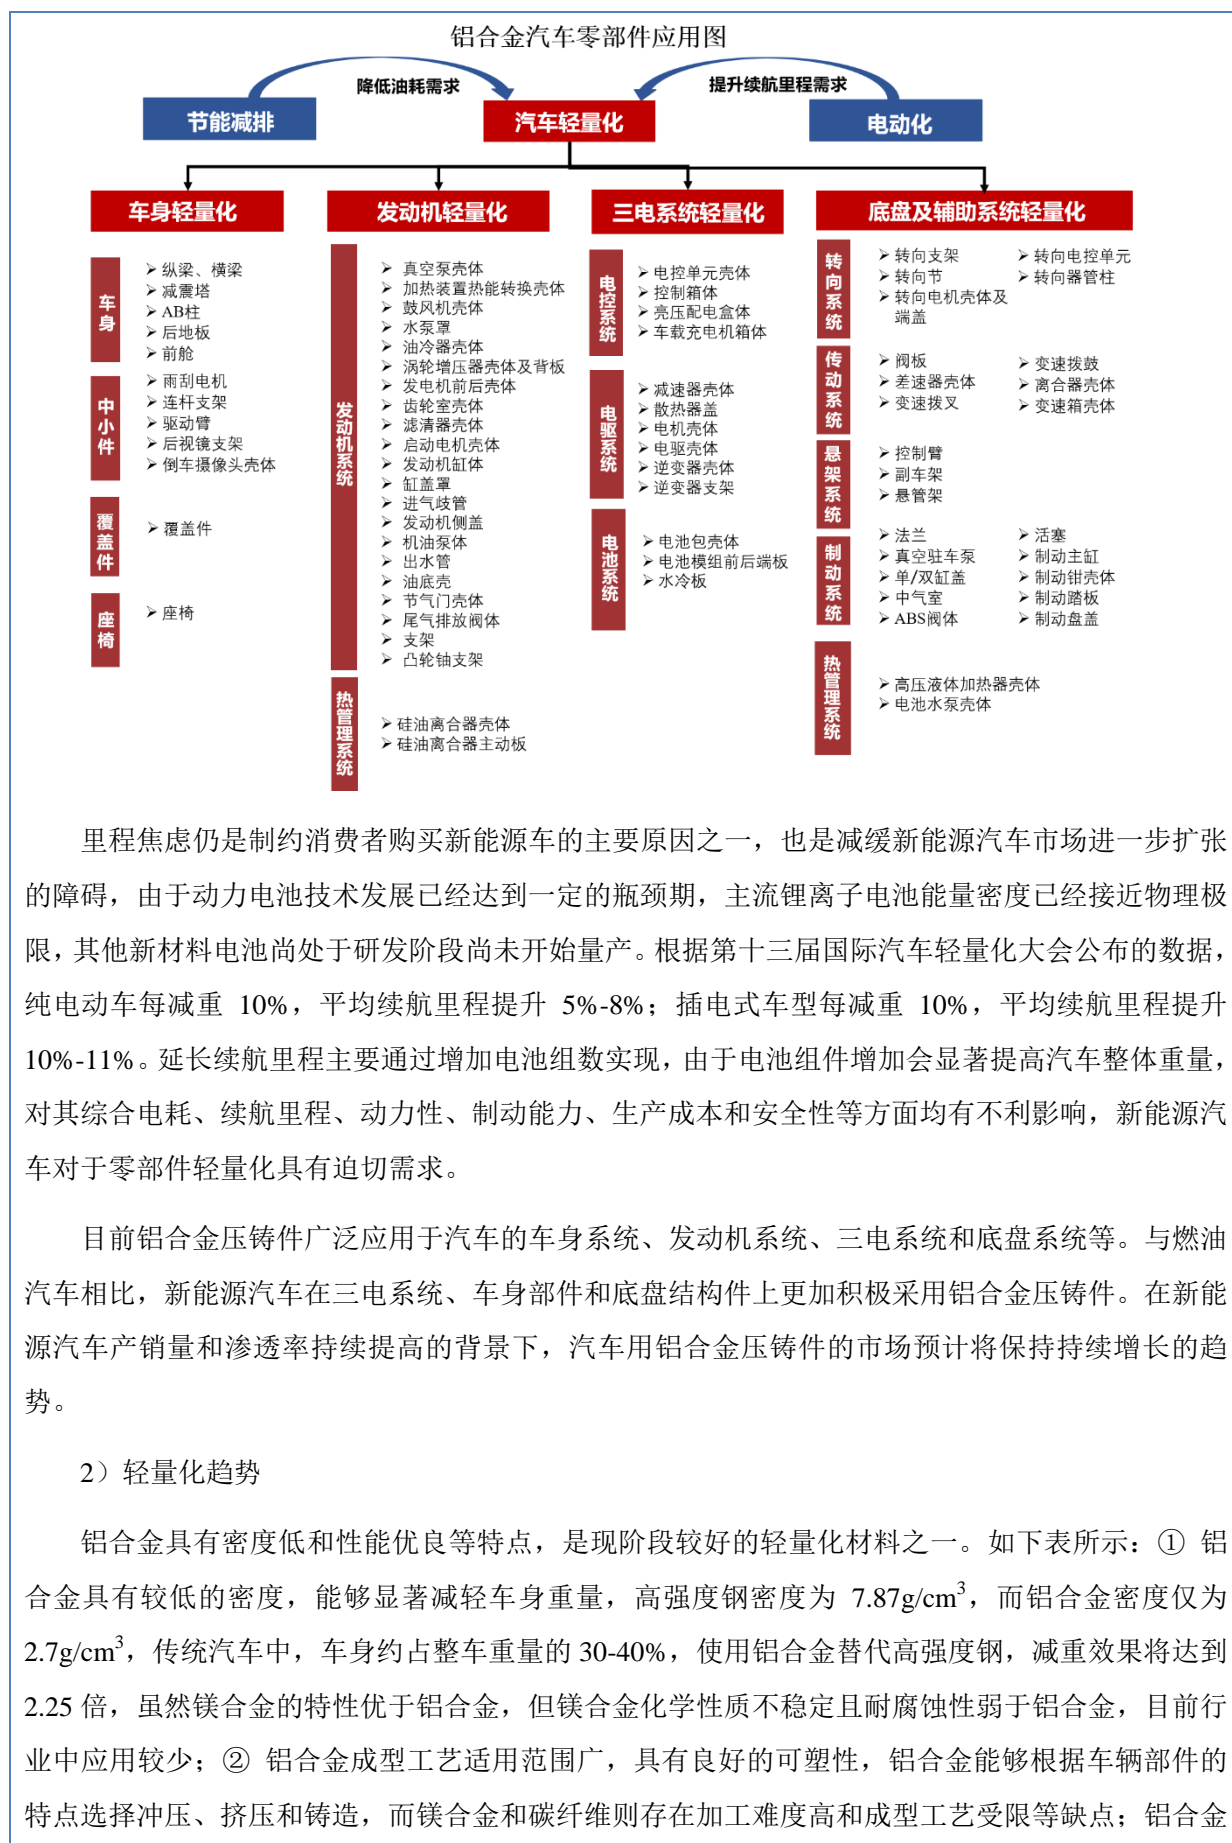 铝合金汽车零部件应用图
降低油耗需求
提升续航里程需求
节能减排
汽车轻量化
电动化
车身轻量化
发动机轻量化
三电系统轻量化
底盘及辅助系统轻量化
车身
➢ 纵梁、横梁
➢ 减震塔
➢ AB柱
➢ 后地板
➢ 前舱
中小件
➢ 雨刮电机
➢ 连杆支架
➢ 驱动臂
➢ 后视镜支架
➢ 倒车摄像头壳体
覆盖件
➢ 覆盖件
座椅
➢ 座椅
发动机系统
➢ 真空泵壳体
➢ 加热装置热能转换壳体
➢ 鼓风机壳体
➢ 水泵罩
➢ 油冷器壳体
➢ 涡轮增压器壳体及背板
➢ 发电机前后壳体
➢ 齿轮室壳体
➢ 滤清器壳体
➢ 启动电机壳体
➢ 发动机缸体
➢ 缸盖罩
➢ 进气歧管
➢ 发动机侧盖
➢ 机油泵体
➢ 出水管
➢ 油底壳
➢ 节气门壳体
➢ 尾气排放阀体
➢ 支架
➢ 凸轮铀支架
热管理系统
➢ 硅油离合器壳体
➢ 硅油离合器主动板
电控系统
➢ 电控单元壳体
➢ 控制箱体
➢ 亮压配电盒体
➢ 车载充电机箱体
电驱系统
➢ 减速器壳体
➢ 散热器盖
➢ 电机壳体
➢ 电驱壳体
➢ 逆变器壳体
➢ 逆变器支架
电池系统
➢ 电池包壳体
➢ 电池模组前后端板
➢ 水冷板
转向系统
➢ 转向支架
➢ 转向节
➢ 转向电机壳体及
端盖
➢ 转向电控单元
➢ 转向器管柱
传动系统
➢ 阀板
➢ 差速器壳体
➢ 变速拨叉
➢ 变速拨鼓
➢ 离合器壳体
➢ 变速箱壳体
悬架系统
➢ 控制臂
➢ 副车架
➢ 悬管架
制动系统
➢ 法兰
➢ 真空驻车泵
➢ 单/双缸盖
➢ 中气室
➢ ABS阀体
➢ 活塞
➢ 制动主缸
➢ 制动钳壳体
➢ 制动踏板
➢ 制动盘盖
热管理系统
➢ 高压液体加热器壳体
➢ 电池水泵壳体
里程焦虑仍是制约消费者购买新能源车的主要原因之一，也是减缓新能源汽车市场进一步扩张
的障碍，由于动力电池技术发展已经达到一定的瓶颈期，主流锂离子电池能量密度已经接近物理极
限，其他新材料电池尚处于研发阶段尚未开始量产。根据第十三届国际汽车轻量化大会公布的数据，
纯电动车每减重 10%，平均续航里程提升 5%-8%；插电式车型每减重 10%，平均续航里程提升
10%-11%。延长续航里程主要通过增加电池组数实现，由于电池组件增加会显著提高汽车整体重量，
对其综合电耗、续航里程、动力性、制动能力、生产成本和安全性等方面均有不利影响，新能源汽
车对于零部件轻量化具有迫切需求。
目前铝合金压铸件广泛应用于汽车的车身系统、发动机系统、三电系统和底盘系统等。与燃油
汽车相比，新能源汽车在三电系统、车身部件和底盘结构件上更加积极采用铝合金压铸件。在新能
源汽车产销量和渗透率持续提高的背景下，汽车用铝合金压铸件的市场预计将保持持续增长的趋
势。
2）轻量化趋势
铝合金具有密度低和性能优良等特点，是现阶段较好的轻量化材料之一。如下表所示：① 铝
合金具有较低的密度，能够显著减轻车身重量，高强度钢密度为 7.87g/cm³，而铝合金密度仅为
2.7g/cm³，传统汽车中，车身约占整车重量的 30-40%，使用铝合金替代高强度钢，减重效果将达到
2.25 倍，虽然镁合金的特性优于铝合金，但镁合金化学性质不稳定且耐腐蚀性弱于铝合金，目前行
业中应用较少；② 铝合金成型工艺适用范围广，具有良好的可塑性，铝合金能够根据车辆部件的
特点选择冲压、挤压和铸造，而镁合金和碳纤维则存在加工难度高和成型工艺受限等缺点；铝合金